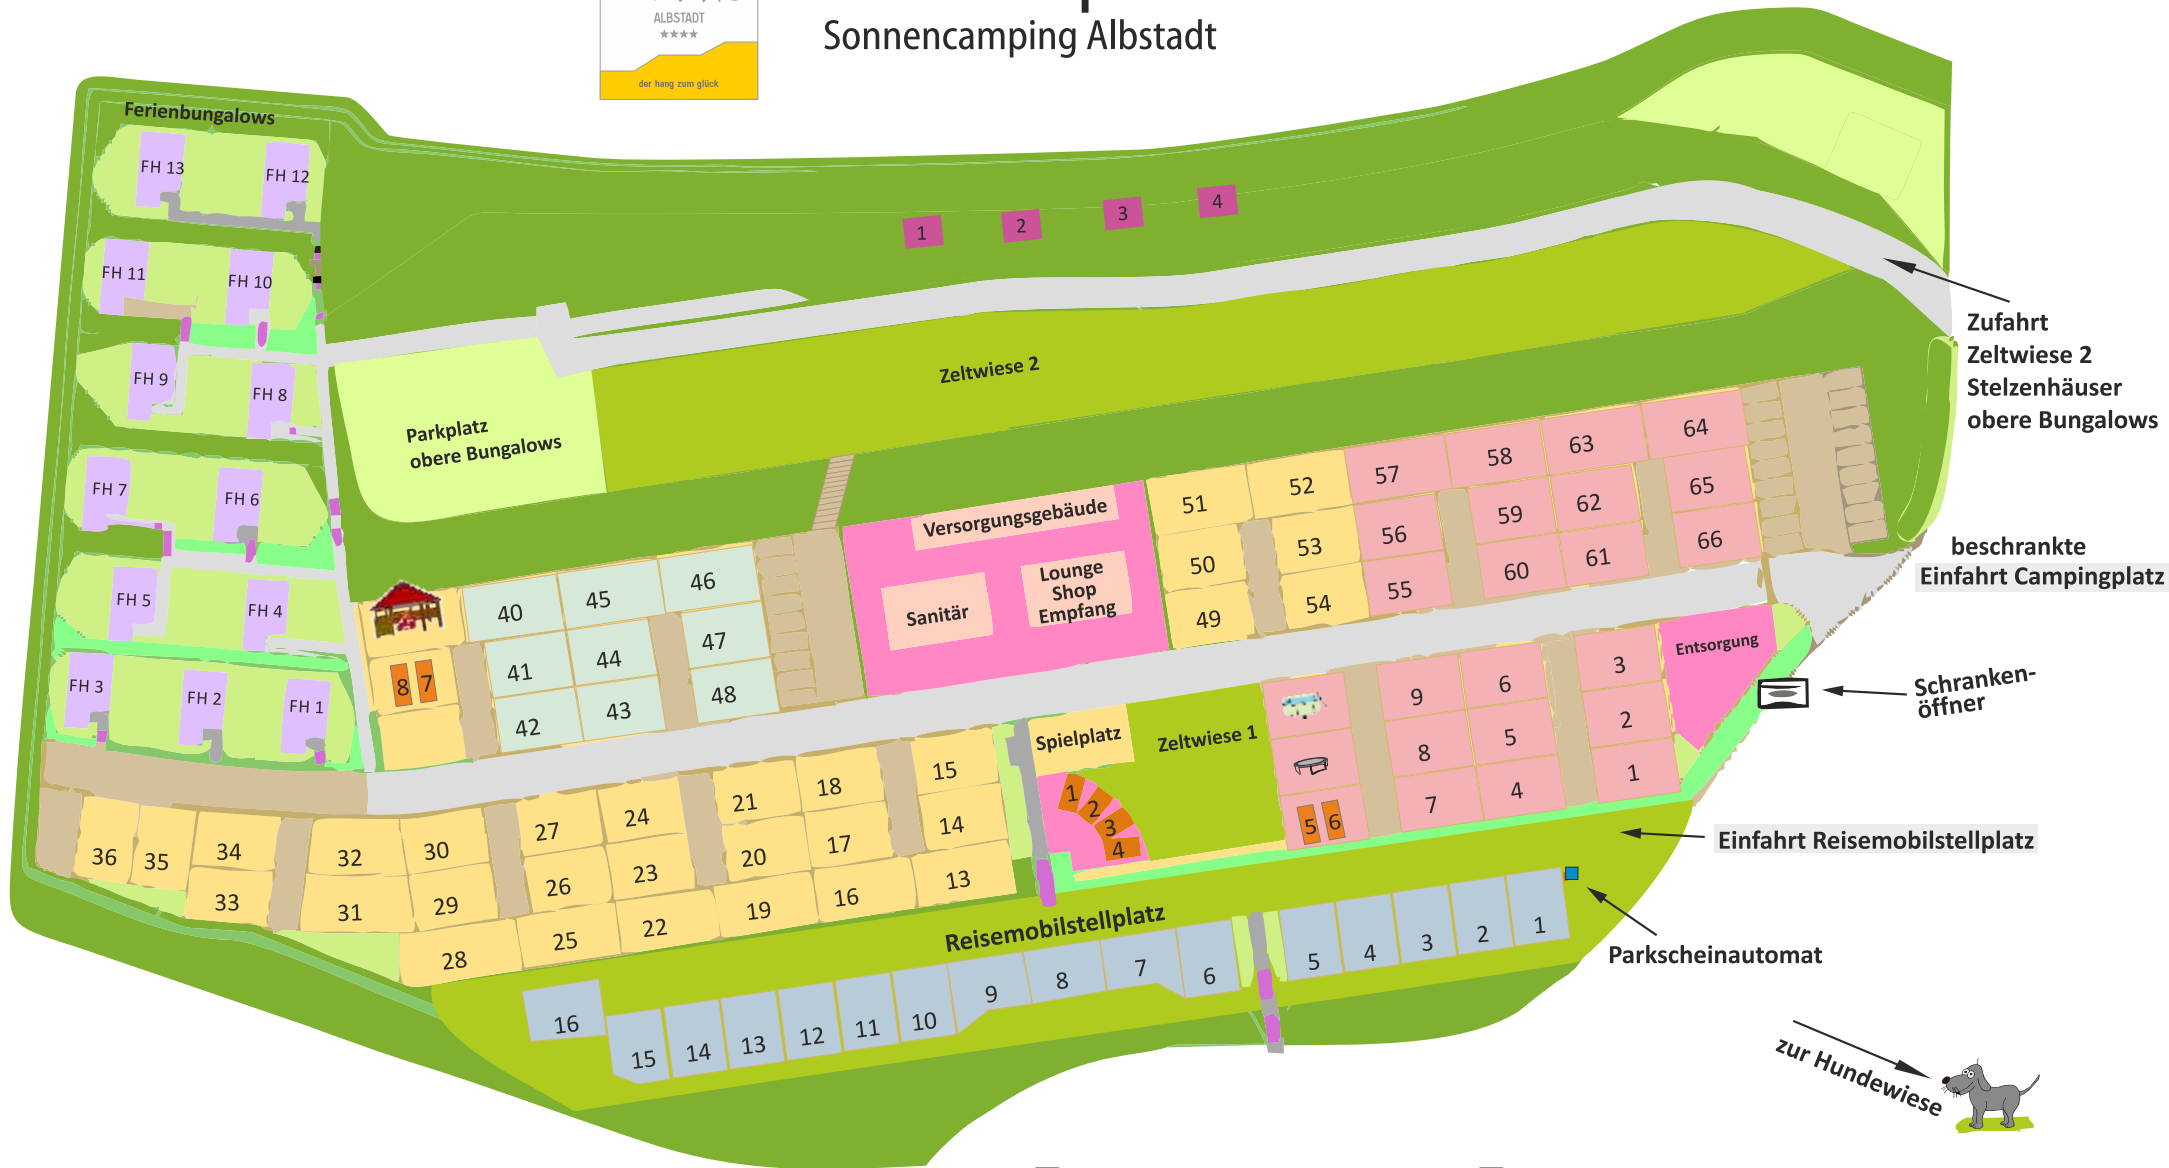 ALBSTADT
★★★★
der hang zum glück
Sonnencamping Albstadt
Ferienbungalows
FH 13
FH 12
FH 11
FH 10
FH 9
FH 8
FH 7
FH 6
FH 5
FH 4
FH 3
FH 2
FH 1
1
2
3
4
Zufahrt
Zeltwiese 2
Stelzenhäuser
obere Bungalows
Zeltwiese 2
Parkplatz
obere Bungalows
beschrankte
Einfahrt Campingplatz
Versorgungsgebäude
Sanitär
Lounge
Shop
Empfang
51
52
57
58
63
64
50
53
56
59
62
65
49
54
55
60
61
66
40
45
46
41
44
47
42
43
48
8
7
Entsorgung
Schranken-
öffner
Spielplatz
Zeltwiese 1
9
6
3
8
5
2
7
4
1
1
2
3
4
5
6
15
18
21
24
27
30
32
34
35
36
14
17
20
23
26
29
31
33
13
16
19
22
25
28
Einfahrt Reisemobilstellplatz
Reisemobilstellplatz
Parkscheinautomat
1
2
3
4
5
6
7
8
9
10
11
12
13
14
15
16
zur Hundewiese